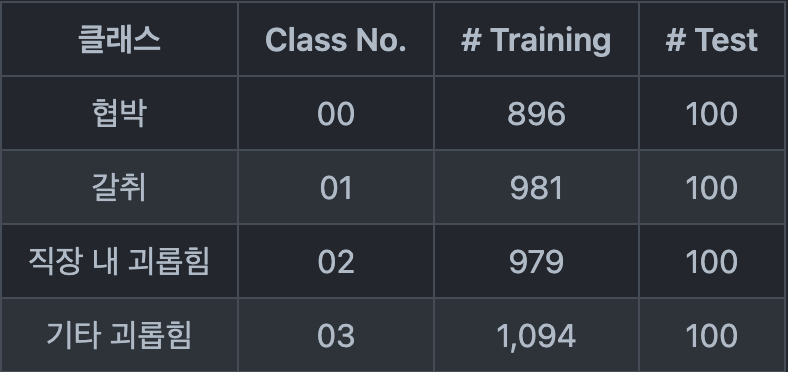 클래스 Class No. # Training # Test
협박 00 896 100
갈취 01 981 100
직장 내 괴롭힘 02 979 100
기타 괴롭힘 03 1,094 100